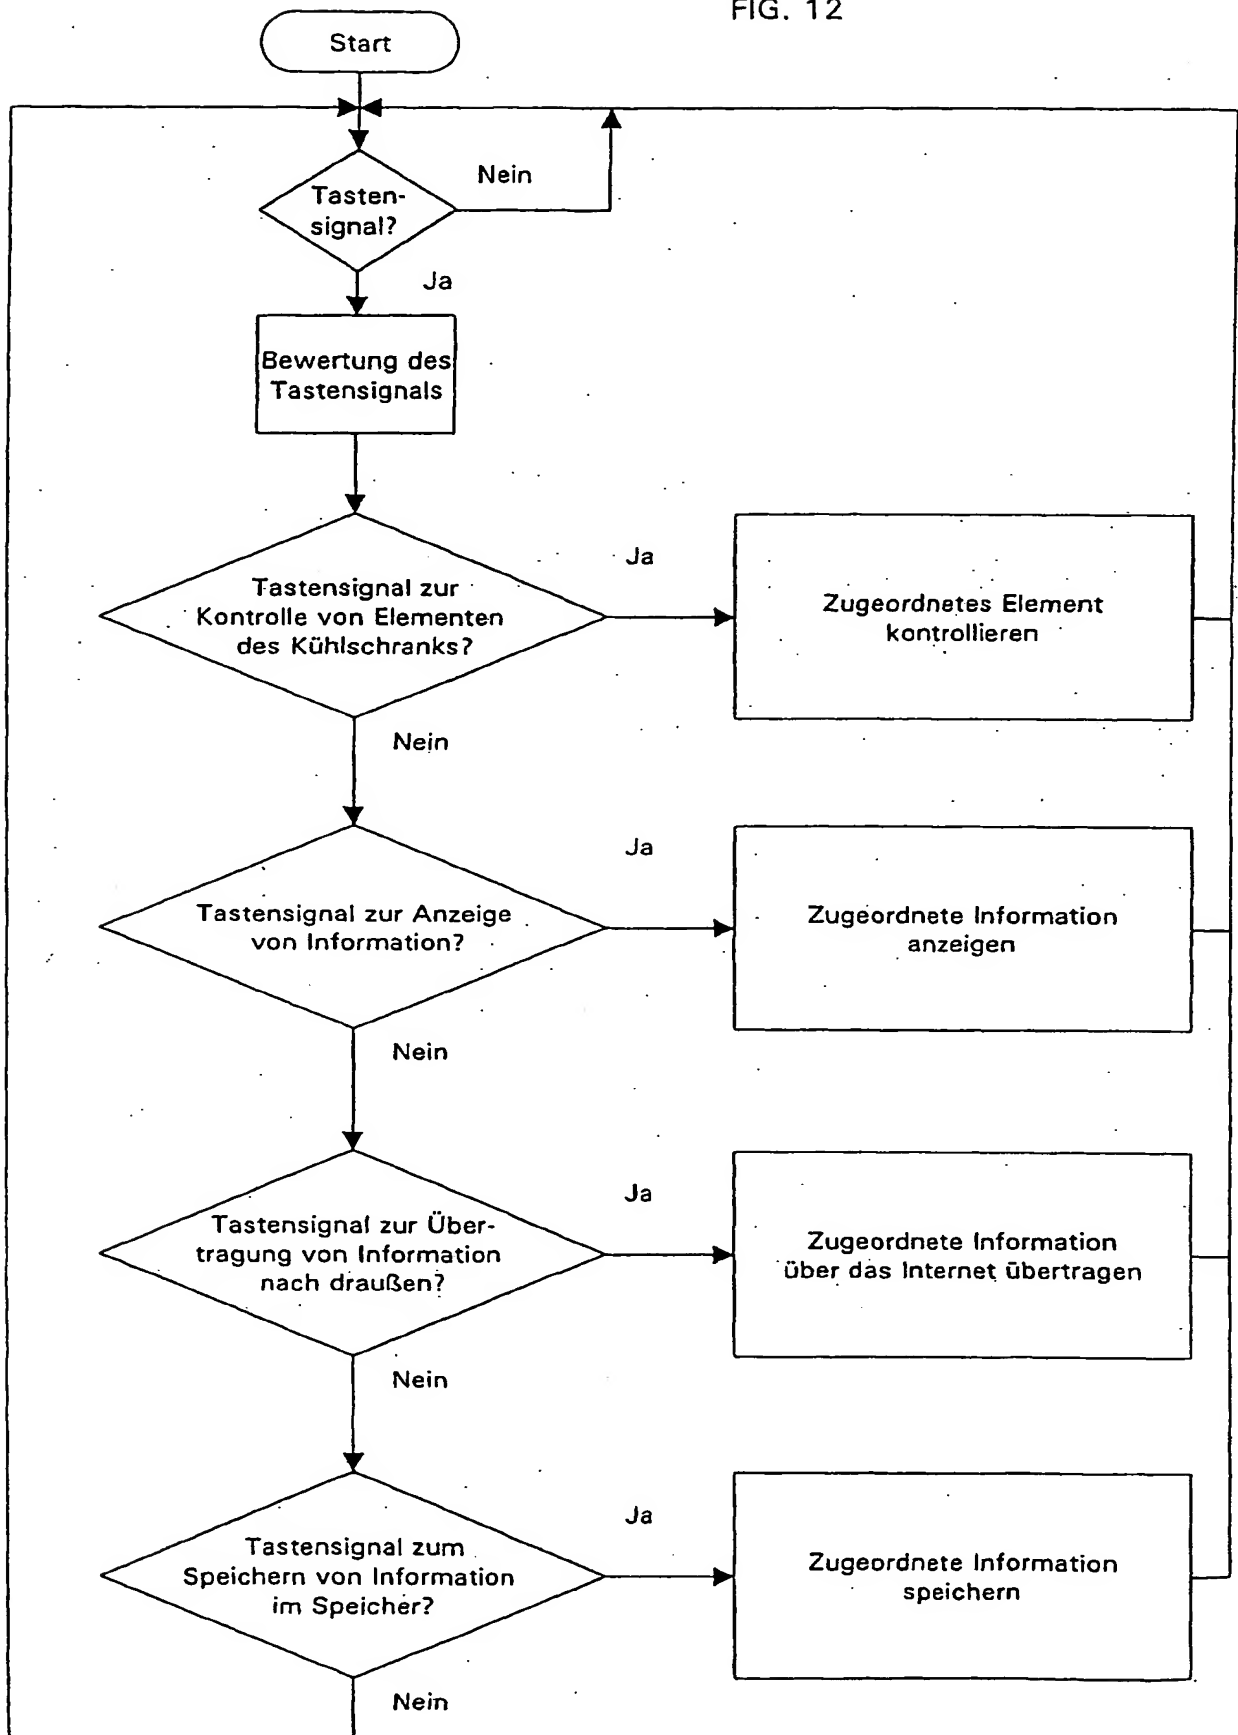 FIG. 12
Start
Tasten-
signal?
Nein
Ja
Bewertung des
Tastensignals
Tastensignal zur
Kontrolle von Elementen
des Kühlschranks?
Ja
Zugeordnetes Element
kontrollieren
Nein
Tastensignal zur Anzeige
von Information?
Ja
Zugeordnete Information
anzeigen
Nein
Tastensignal zur Über-
tragung von Information
nach draußen?
Ja
Zugeordnete Information
über das Internet übertragen
Nein
Tastensignal zum
Speichern von Information
im Speicher?
Ja
Zugeordnete Information
speichern
Nein